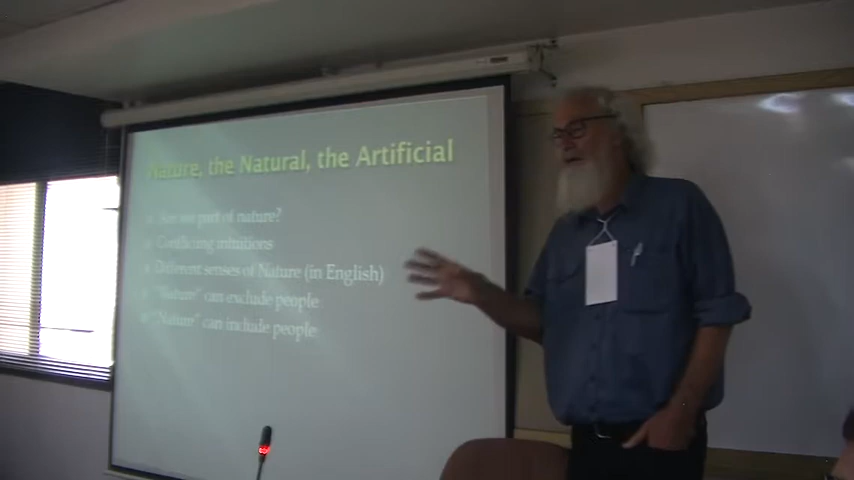 Nature, the Natural, the Artificial
Are we part of nature?
Conflicting intuitions
Different senses of Nature (in English)
"Nature" can exclude people
"Nature" can include people